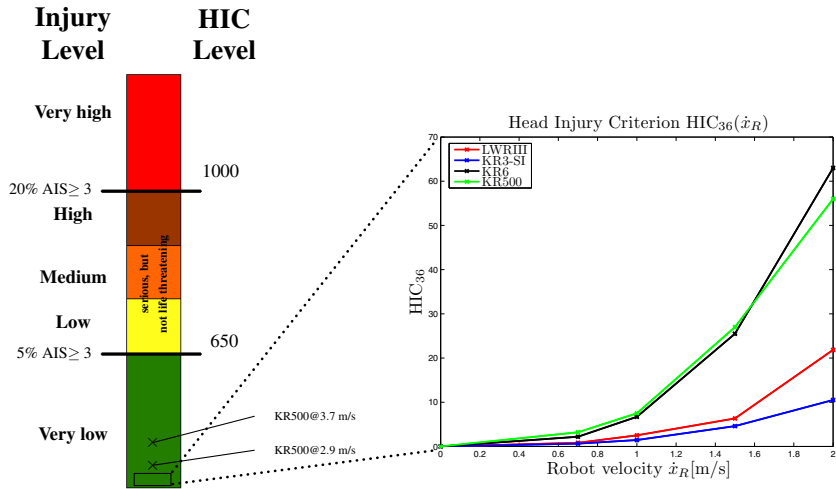 Injury
Level
HIC
Level
Very high
1000
20% AIS≥ 3
High
Medium
serious, but
not life threatening
Low
650
5% AIS≥ 3
Very low
KR500@3.7 m/s
KR500@2.9 m/s
Head Injury Criterion HIC₃₆(ẋ_R)
LWRIII
KR3-SI
KR6
KR500
HIC₃₆
70
60
50
40
30
20
10
0
0 0.2 0.4 0.6 0.8 1 1.2 1.4 1.6 1.8 2
Robot velocity ẋ_R[m/s]